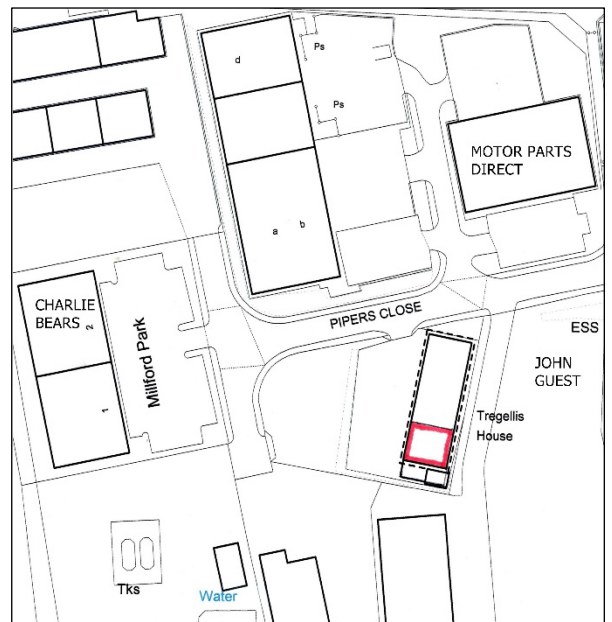 d
Ps
Ps
MOTOR PARTS
DIRECT
a
b
CHARLIE
BEARS
2
1
Millford Park
PIPERS CLOSE
ESS
JOHN
GUEST
Tregellis
House
Tks
Water